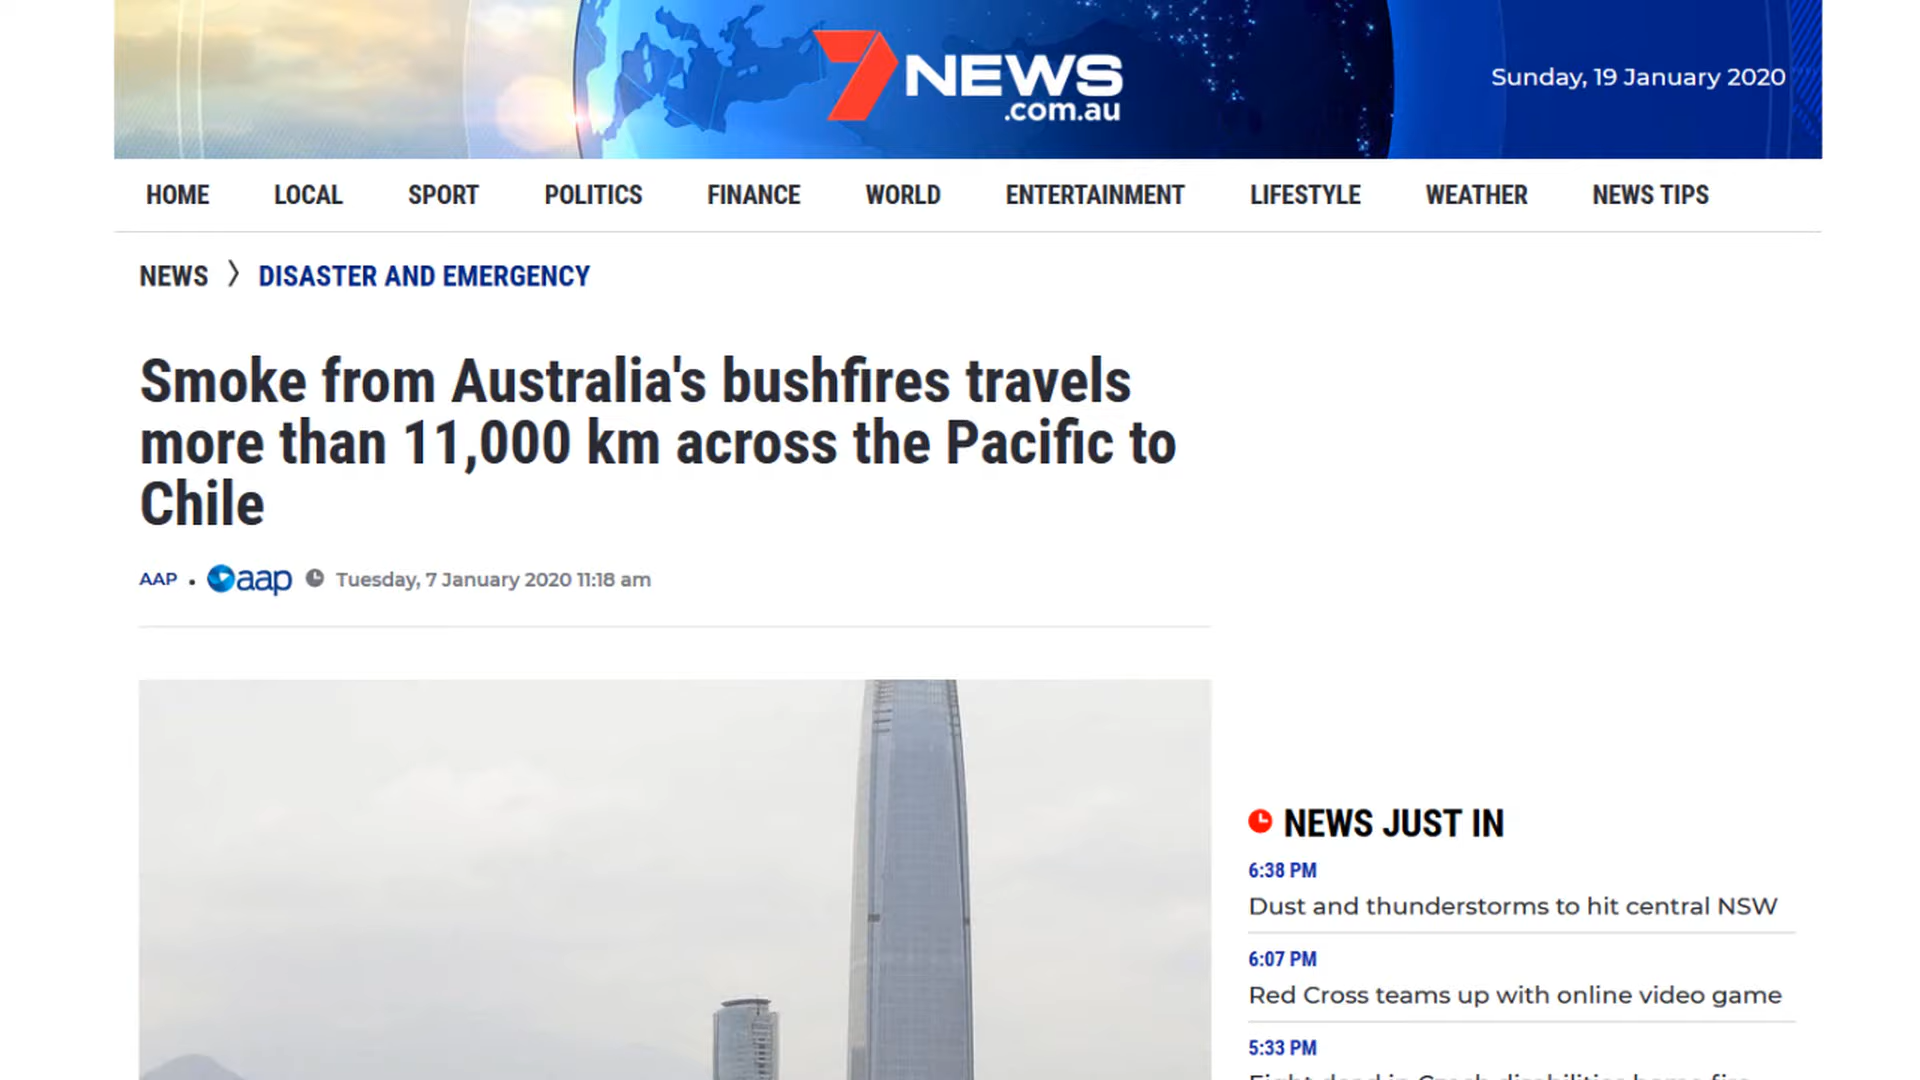 7NEWS
.com.au
Sunday, 19 January 2020
HOME LOCAL SPORT POLITICS FINANCE WORLD ENTERTAINMENT LIFESTYLE WEATHER NEWS TIPS
NEWS > DISASTER AND EMERGENCY
Smoke from Australia's bushfires travels
more than 11,000 km across the Pacific to
Chile
AAP • aap Tuesday, 7 January 2020 11:18 am
NEWS JUST IN
6:38 PM
Dust and thunderstorms to hit central NSW
6:07 PM
Red Cross teams up with online video game
5:33 PM